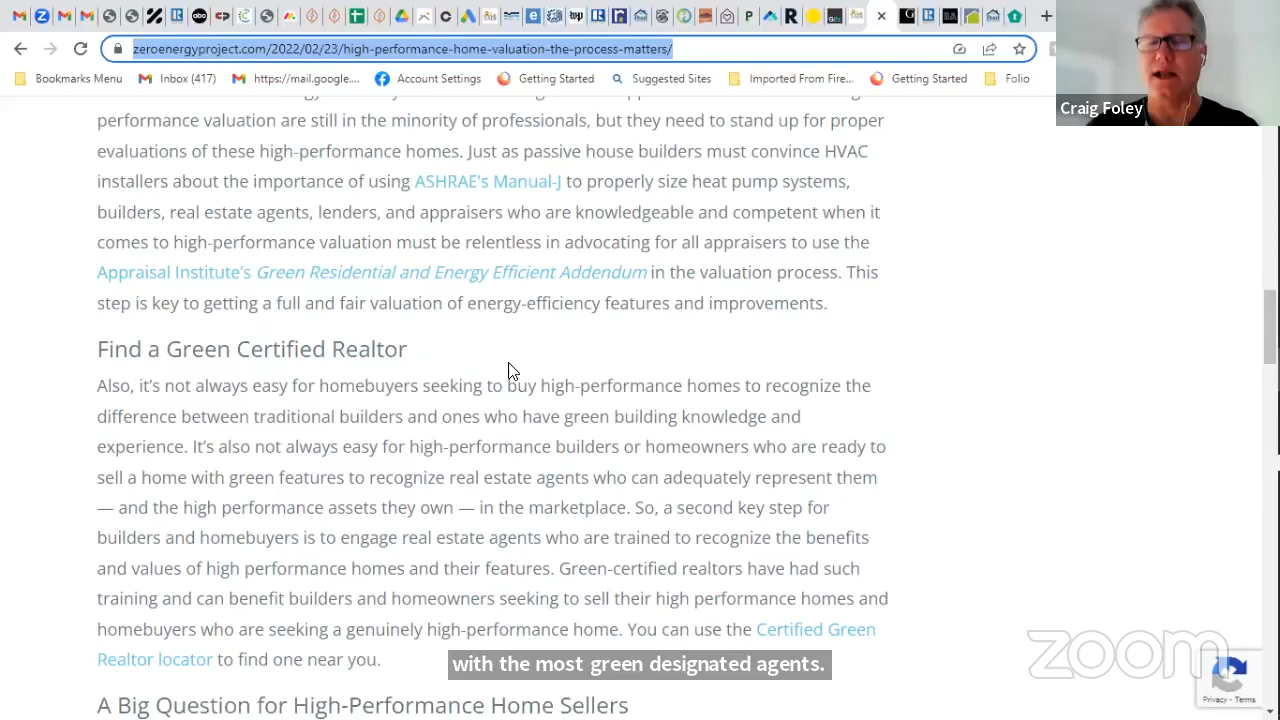 zeroenergyproject.com/2022/02/23/high-performance-home-valuation-the-process-matters/
Bookmarks Menu
Inbox (417)
https://mail.google....
Account Settings
Getting Started
Suggested Sites
Imported From Fire...
Getting Started
Folio
Craig Foley
performance valuation are still in the minority of professionals, but they need to stand up for proper
evaluations of these high-performance homes. Just as passive house builders must convince HVAC
installers about the importance of using ASHRAE's Manual-J to properly size heat pump systems,
builders, real estate agents, lenders, and appraisers who are knowledgeable and competent when it
comes to high-performance valuation must be relentless in advocating for all appraisers to use the
Appraisal Institute's Green Residential and Energy Efficient Addendum in the valuation process. This
step is key to getting a full and fair valuation of energy-efficiency features and improvements.
Find a Green Certified Realtor
Also, it's not always easy for homebuyers seeking to buy high-performance homes to recognize the
difference between traditional builders and ones who have green building knowledge and
experience. It's also not always easy for high-performance builders or homeowners who are ready to
sell a home with green features to recognize real estate agents who can adequately represent them
— and the high performance assets they own — in the marketplace. So, a second key step for
builders and homebuyers is to engage real estate agents who are trained to recognize the benefits
and values of high performance homes and their features. Green-certified realtors have had such
training and can benefit builders and homeowners seeking to sell their high performance homes and
homebuyers who are seeking a genuinely high-performance home. You can use the Certified Green
Realtor locator to find one near you.
with the most green designated agents.
zoom
Privacy - Terms
A Big Question for High-Performance Home Sellers